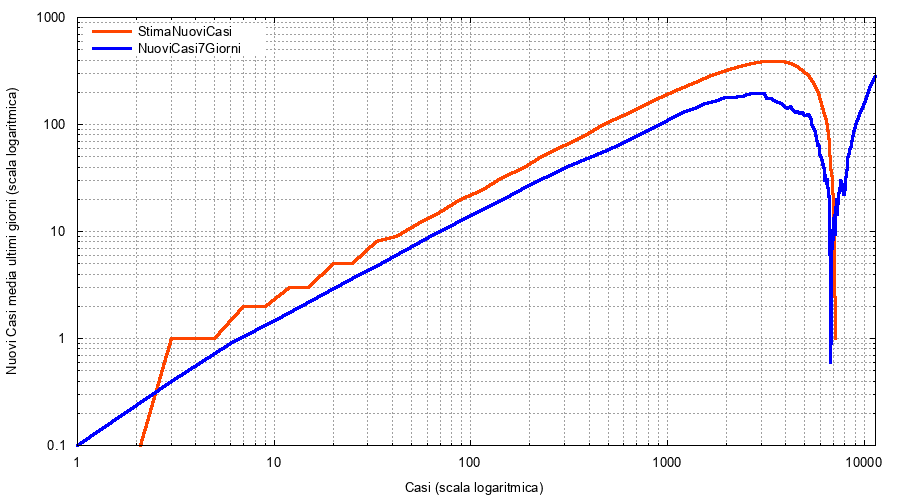 1000
100
10
1
0.1
Nuovi Casi media ultimi giorni (scala logaritmica)
StimaNuoviCasi
NuoviCasi7Giorni
1 10 100 1000 10000
Casi (scala logaritmica)